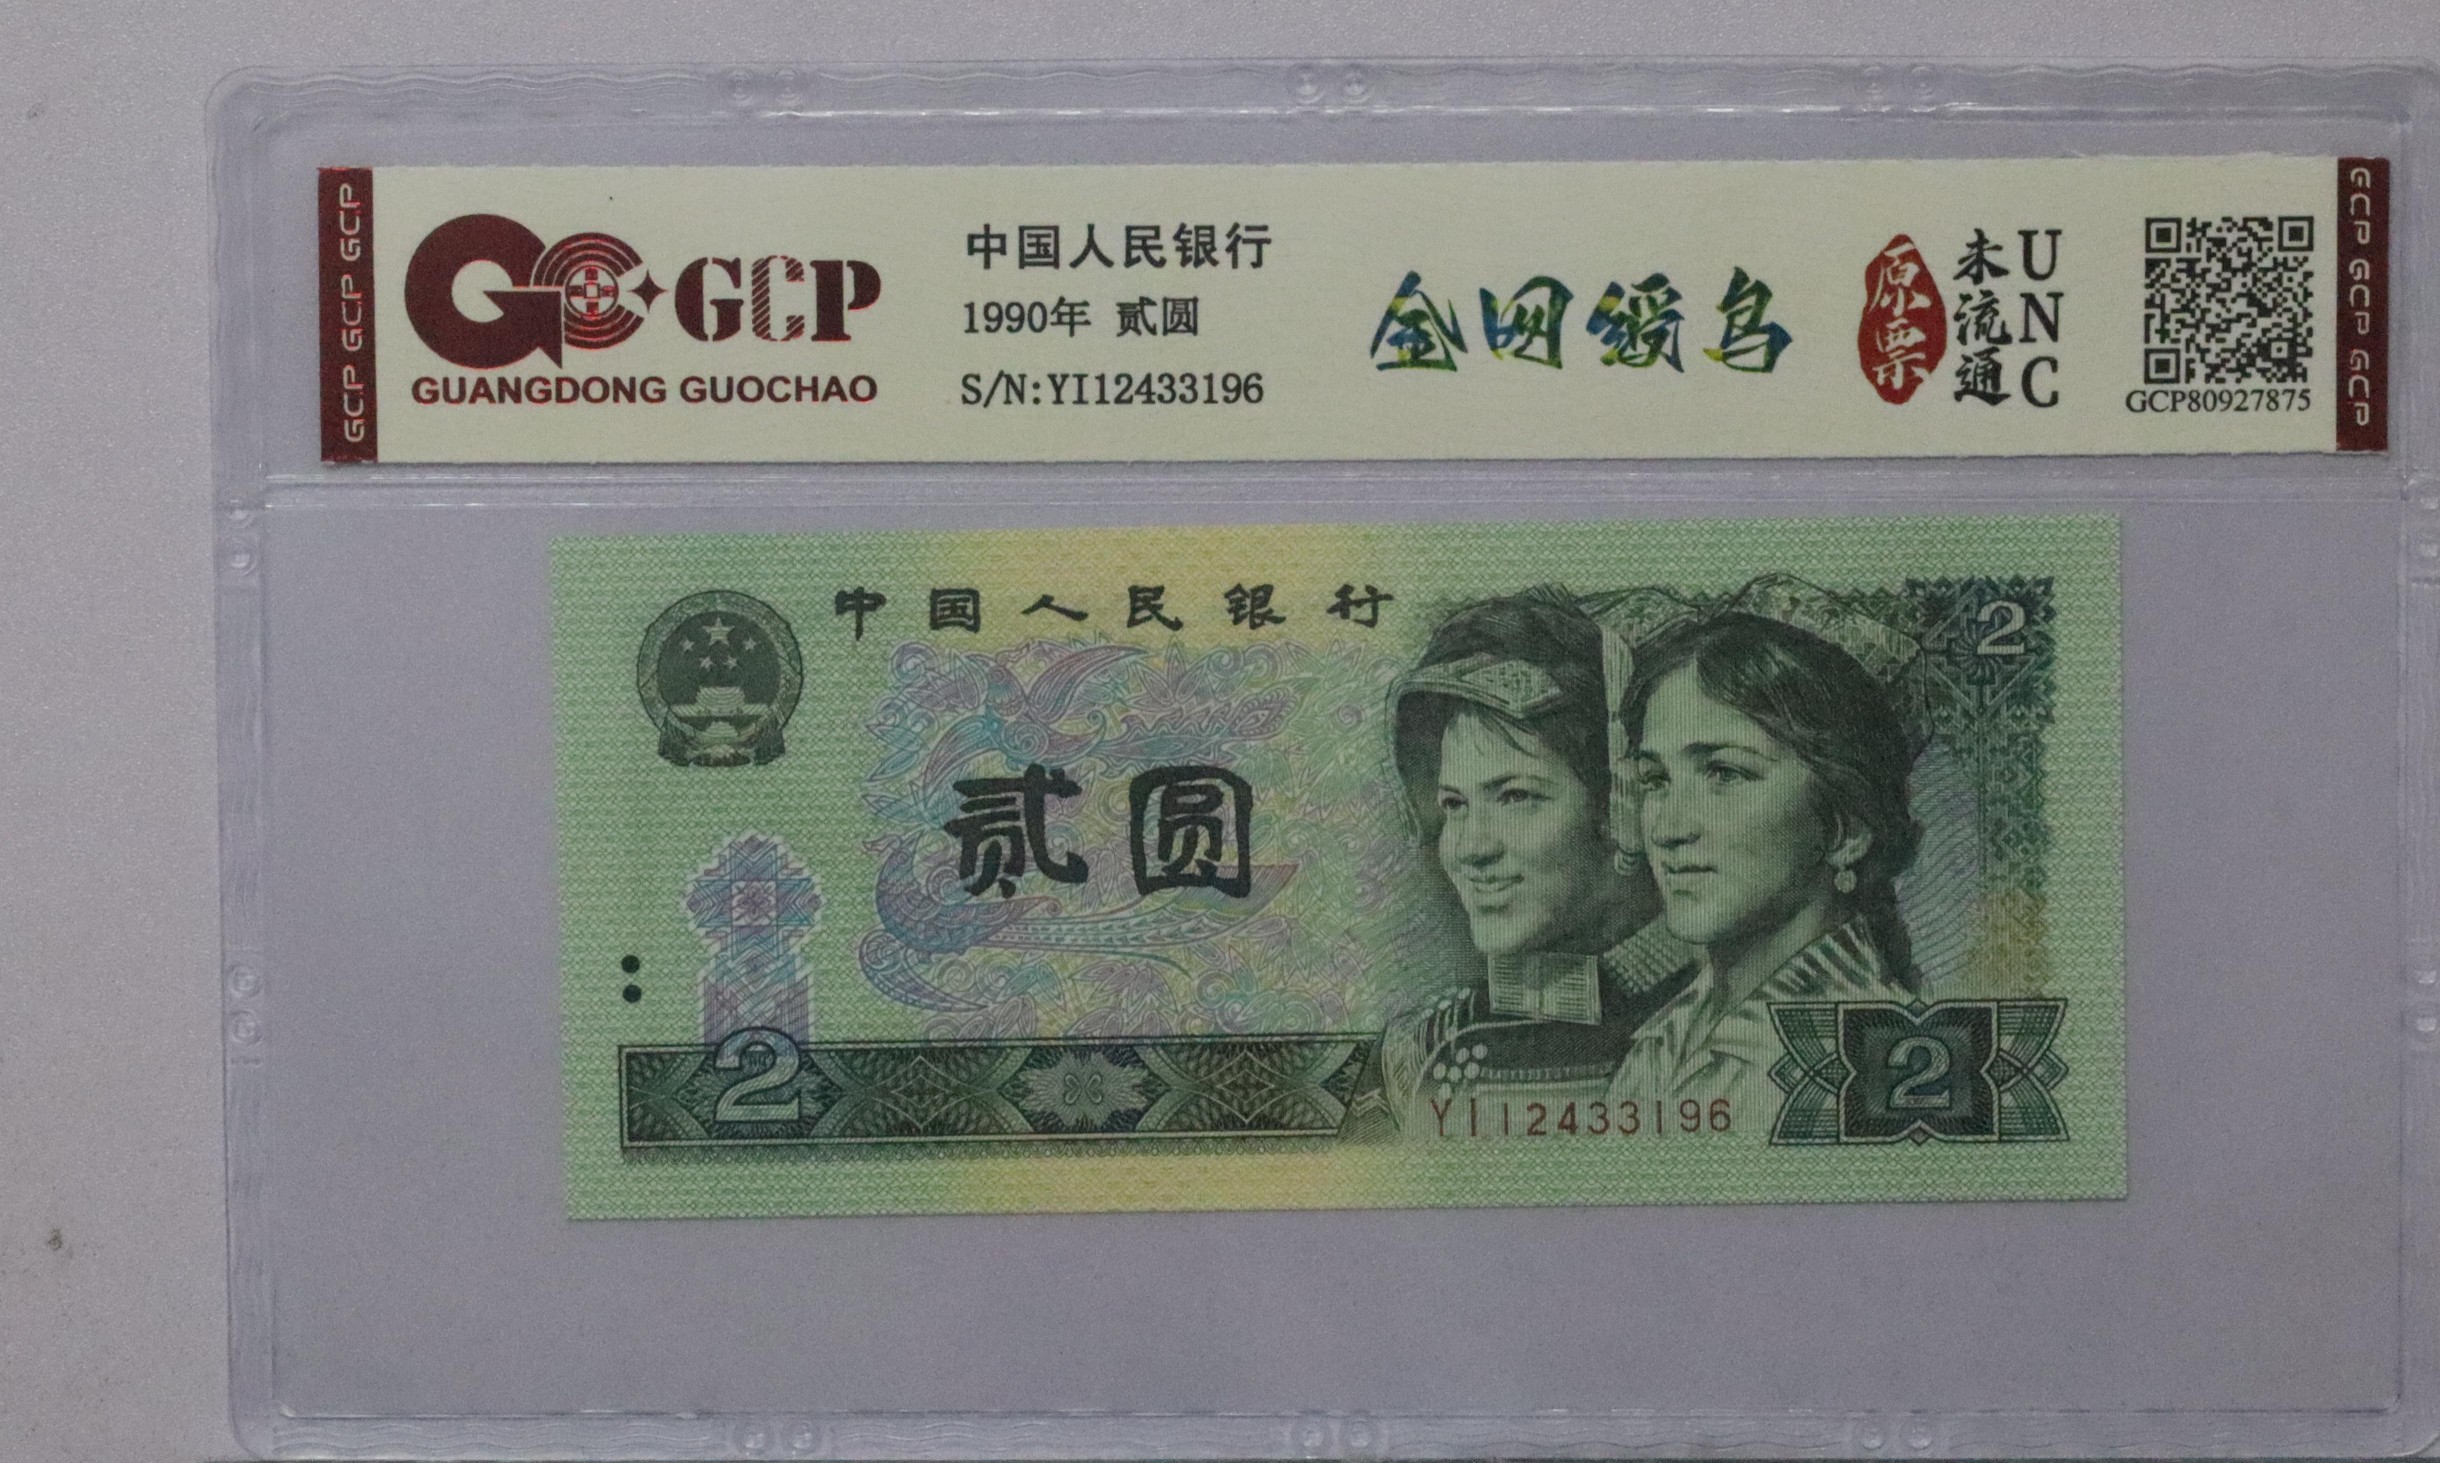 GCP GCP GCP
GCP
GUANGDONG GUOCHAO
中国人民银行
1990年 贰圆
S/N:YI12433196
金网绶鸟
原票
未流通
UNC
GCP80927875
GCP GCP GCP
中国人民银行
2
贰圆
2
YI12433196
2